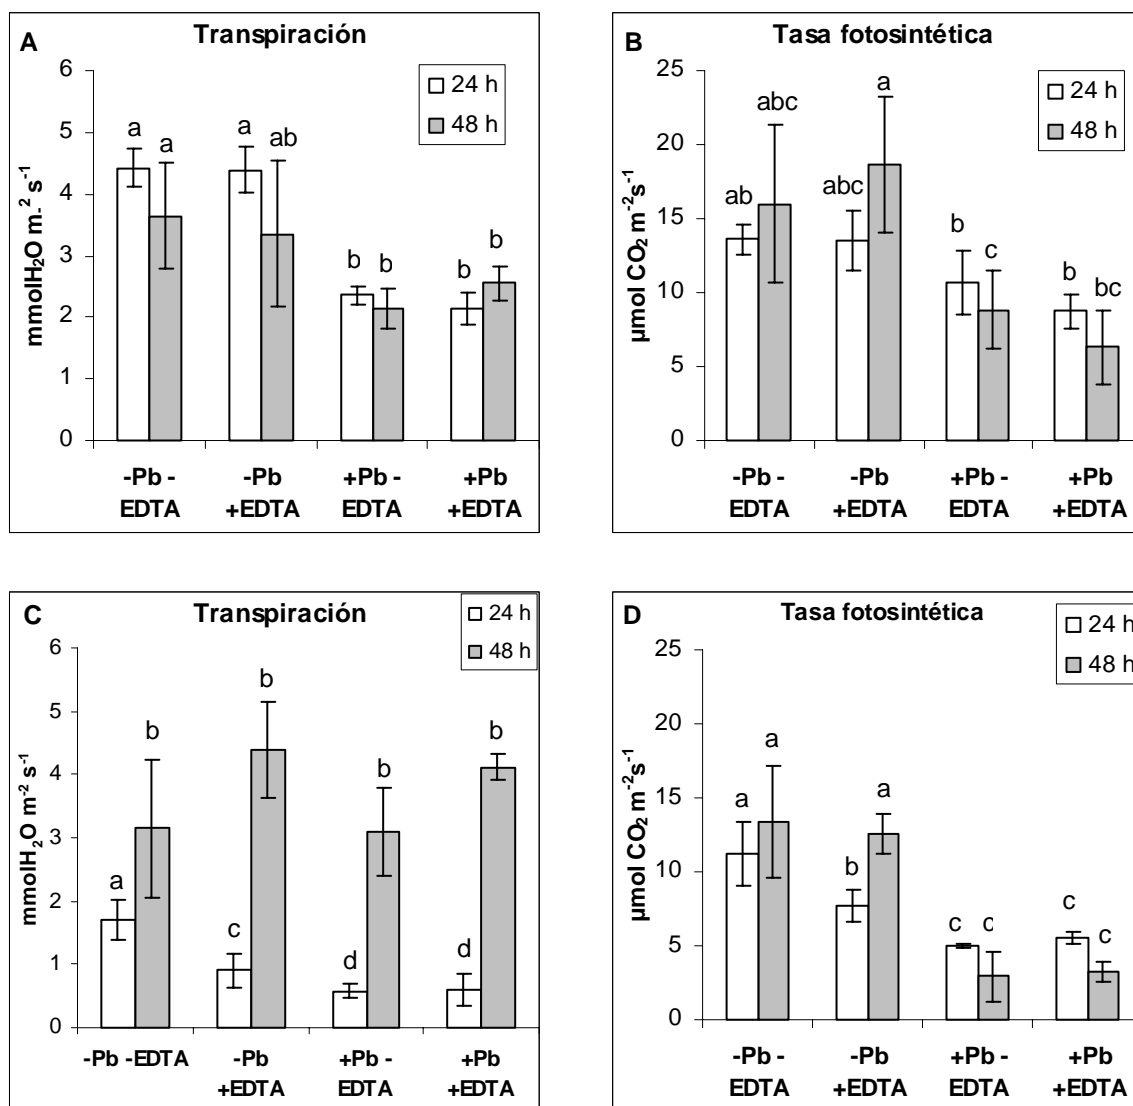 A
Transpiración
24 h
48 h
6
5
4
3
2
1
0
mmolH₂O m.⁻² s⁻¹
a a a ab b b b b
-Pb - -Pb +Pb - +Pb
EDTA +EDTA EDTA +EDTA
B
Tasa fotosintética
24 h
48 h
25
20
15
10
5
0
µmol CO₂ m⁻²s⁻¹
ab abc abc a b c b bc
-Pb - -Pb +Pb - +Pb
EDTA +EDTA EDTA +EDTA
C
Transpiración
24 h
48 h
6
5
4
3
2
1
0
mmolH₂O m⁻² s⁻¹
a b c b d b d b
-Pb -EDTA -Pb +Pb - +Pb
+EDTA EDTA +EDTA
D
Tasa fotosintética
24 h
48 h
25
20
15
10
5
0
µmol CO₂ m⁻²s⁻¹
a a b a c c c c
-Pb - -Pb +Pb - +Pb
EDTA +EDTA EDTA +EDTA